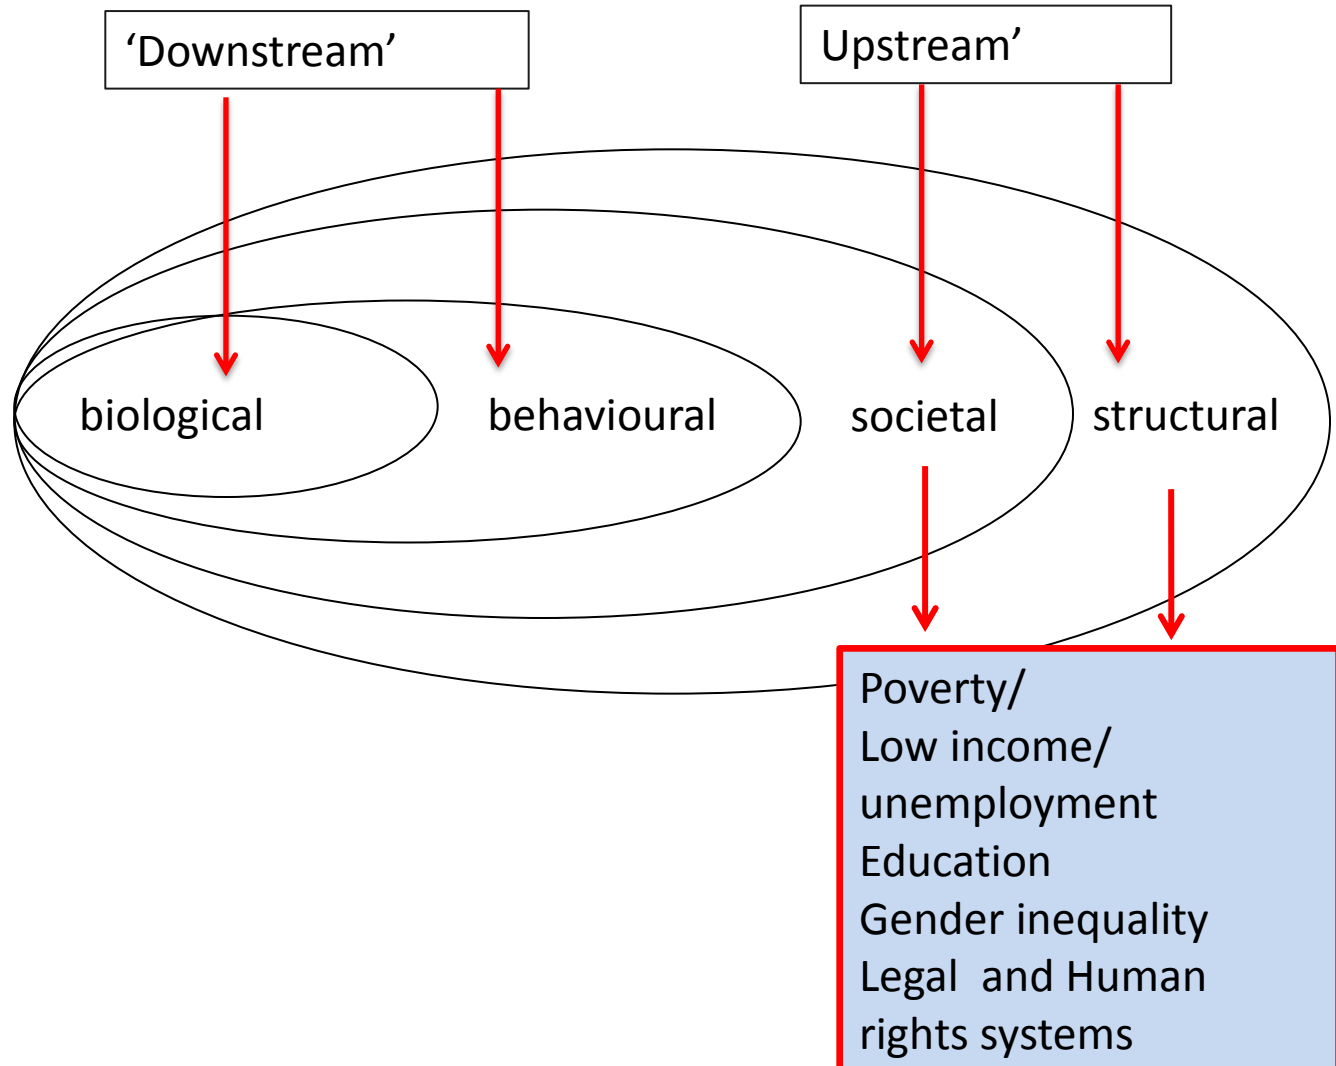 ‘Downstream’
Upstream’
biological
behavioural
societal
structural
Poverty/
Low income/
unemployment
Education
Gender inequality
Legal  and Human
rights systems